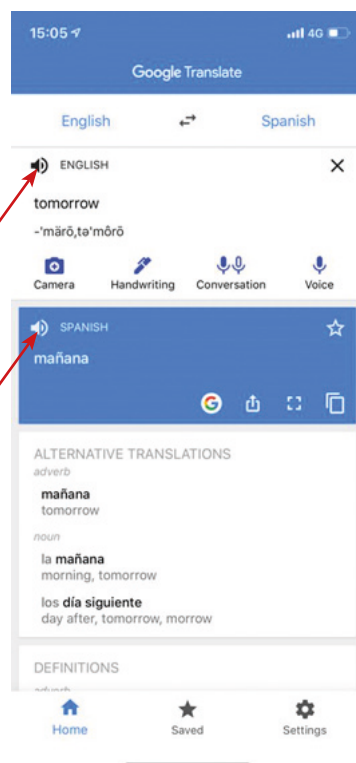 15:05 4G
Google Translate
English Spanish
ENGLISH
tomorrow
-'märō,tə'môrō
Camera Handwriting Conversation Voice
SPANISH
mañana
G
ALTERNATIVE TRANSLATIONS
adverb
mañana
tomorrow
noun
la mañana
morning, tomorrow
los día siguiente
day after, tomorrow, morrow
DEFINITIONS
Home Saved Settings